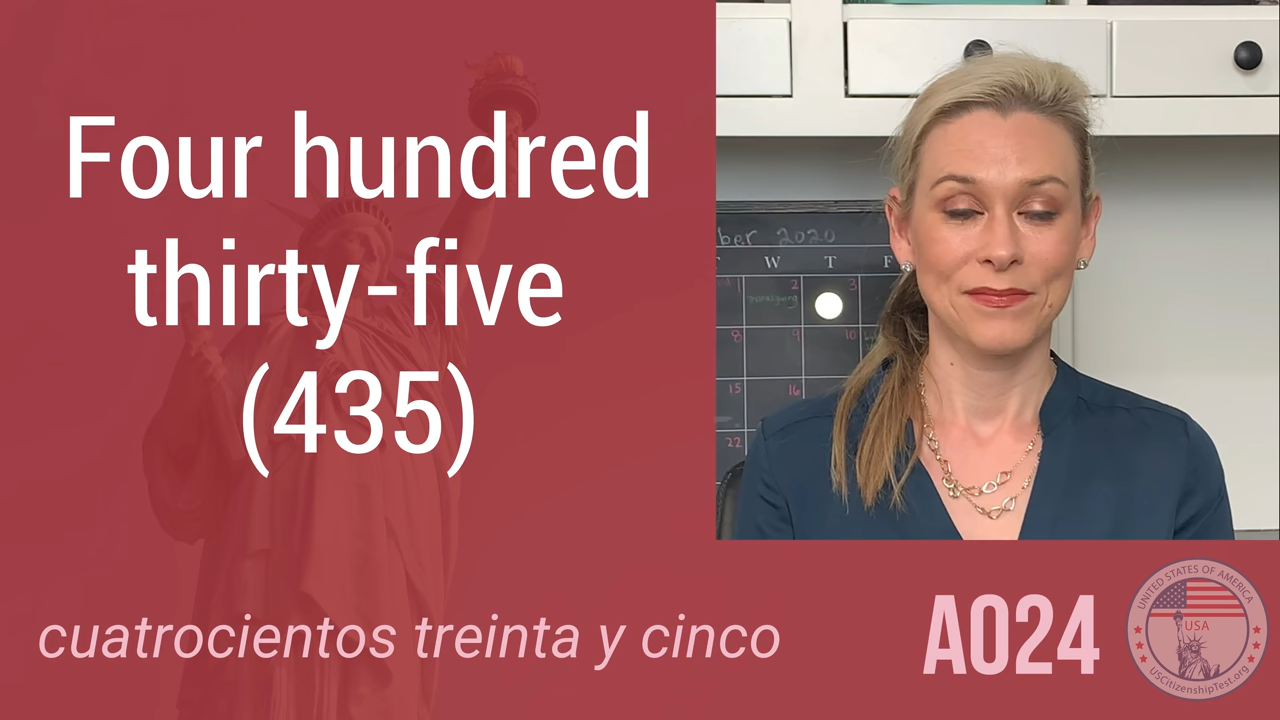 Four hundred
thirty-five
(435)
ber 2020
W T F
1 2 3
8 9 10
15 16
22
cuatrocientos treinta y cinco
A024
UNITED STATES OF AMERICA
USA
USCitizenshipTest.org